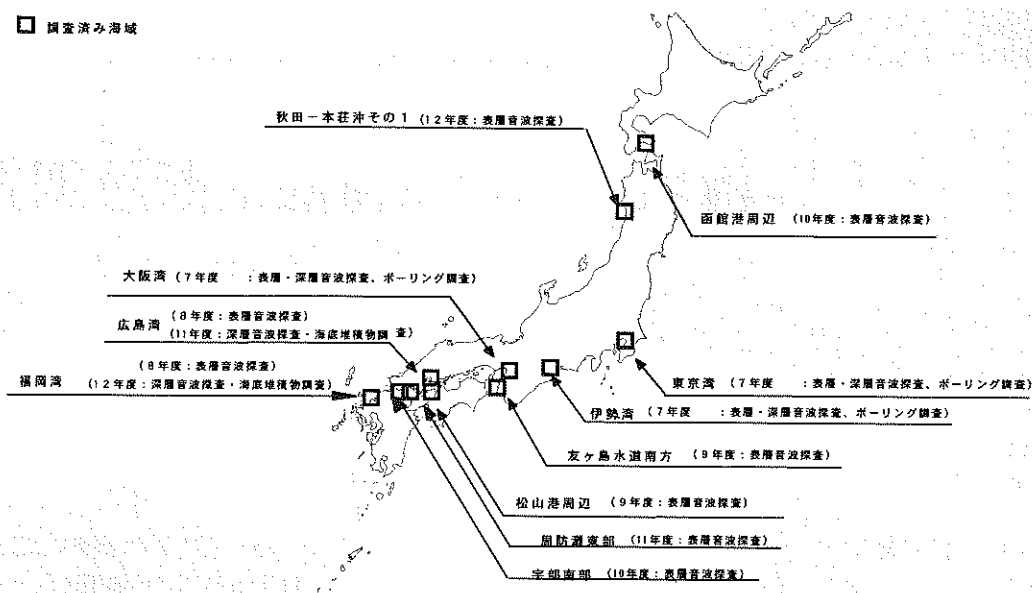 調査済み海域
秋田－本荘沖その１ (12年度：表層音波探査)
函館港周辺 (10年度：表層音波探査)
大阪湾 (7年度 ：表層・深層音波探査、ボーリング調査)
広島湾 (8年度：表層音波探査)
(11年度：深層音波探査・海底堆積物調査)
福岡湾 (8年度：表層音波探査)
(12年度：深層音波探査・海底堆積物調査)
東京湾 (7年度 ：表層・深層音波探査、ボーリング調査)
伊勢湾 (7年度 ：表層・深層音波探査、ボーリング調査)
友ヶ島水道南方 (9年度：表層音波探査)
松山港周辺 (9年度：表層音波探査)
周防灘東部 (11年度：表層音波探査)
宇部南部 (10年度：表層音波探査)